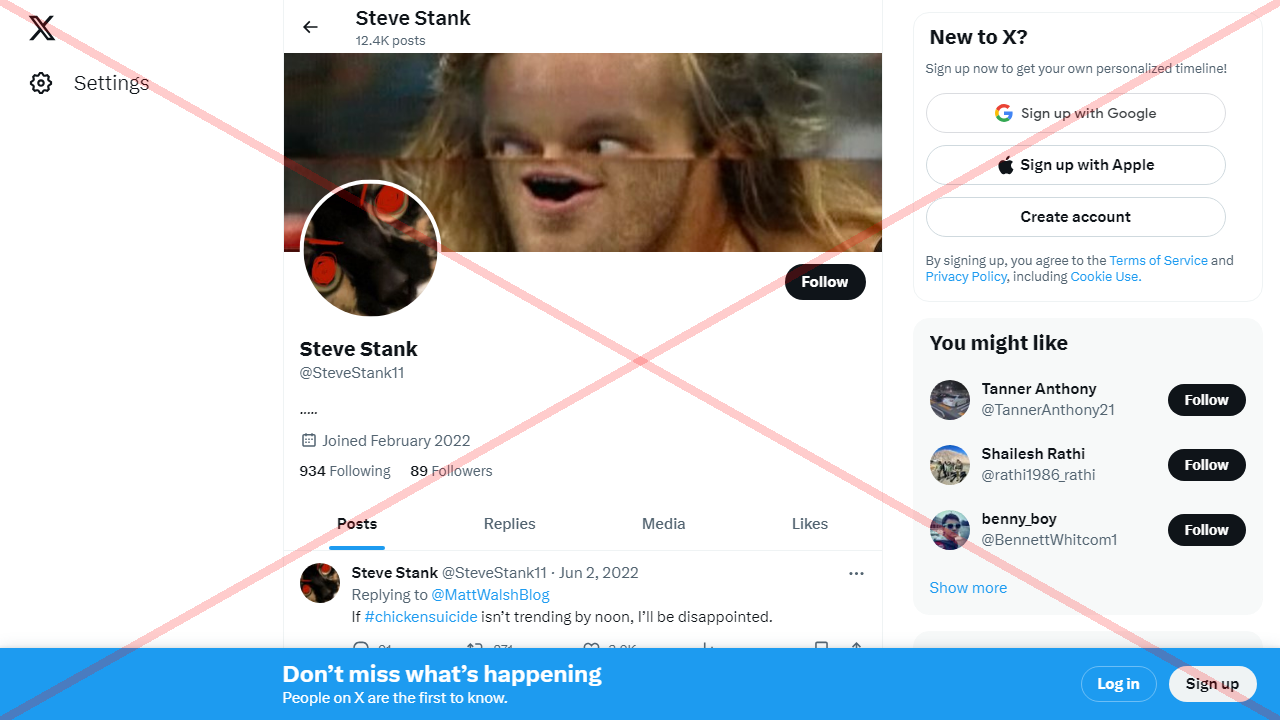 Settings
Steve Stank
12.4K posts
Follow
Steve Stank
@SteveStank11
.....
Joined February 2022
934 Following 89 Followers
Posts Replies Media Likes
Steve Stank @SteveStank11 · Jun 2, 2022
Replying to @MattWalshBlog
If #chickensuicide isn’t trending by noon, I’ll be disappointed.
New to X?
Sign up now to get your own personalized timeline!
Sign up with Google
Sign up with Apple
Create account
By signing up, you agree to the Terms of Service and
Privacy Policy, including Cookie Use.
You might like
Tanner Anthony
@TannerAnthony21
Follow
Shailesh Rathi
@rathi1986_rathi
Follow
benny_boy
@BennettWhitcom1
Follow
Show more
Don’t miss what’s happening
People on X are the first to know.
Log in
Sign up